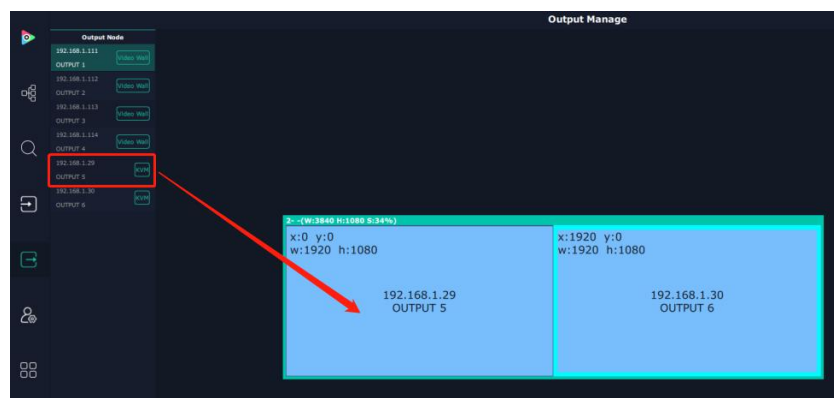 Output Manage
Output Node
192.168.1.111
Video Wall
OUTPUT 1
192.168.1.112
Video Wall
OUTPUT 2
192.168.1.113
Video Wall
OUTPUT 3
192.168.1.114
Video Wall
OUTPUT 4
192.168.1.29
KVM
OUTPUT 5
192.168.1.30
KVM
OUTPUT 6
2- -(W:3840 H:1080 S:34%)
x:0 y:0
w:1920 h:1080
192.168.1.29
OUTPUT 5
x:1920 y:0
w:1920 h:1080
192.168.1.30
OUTPUT 6